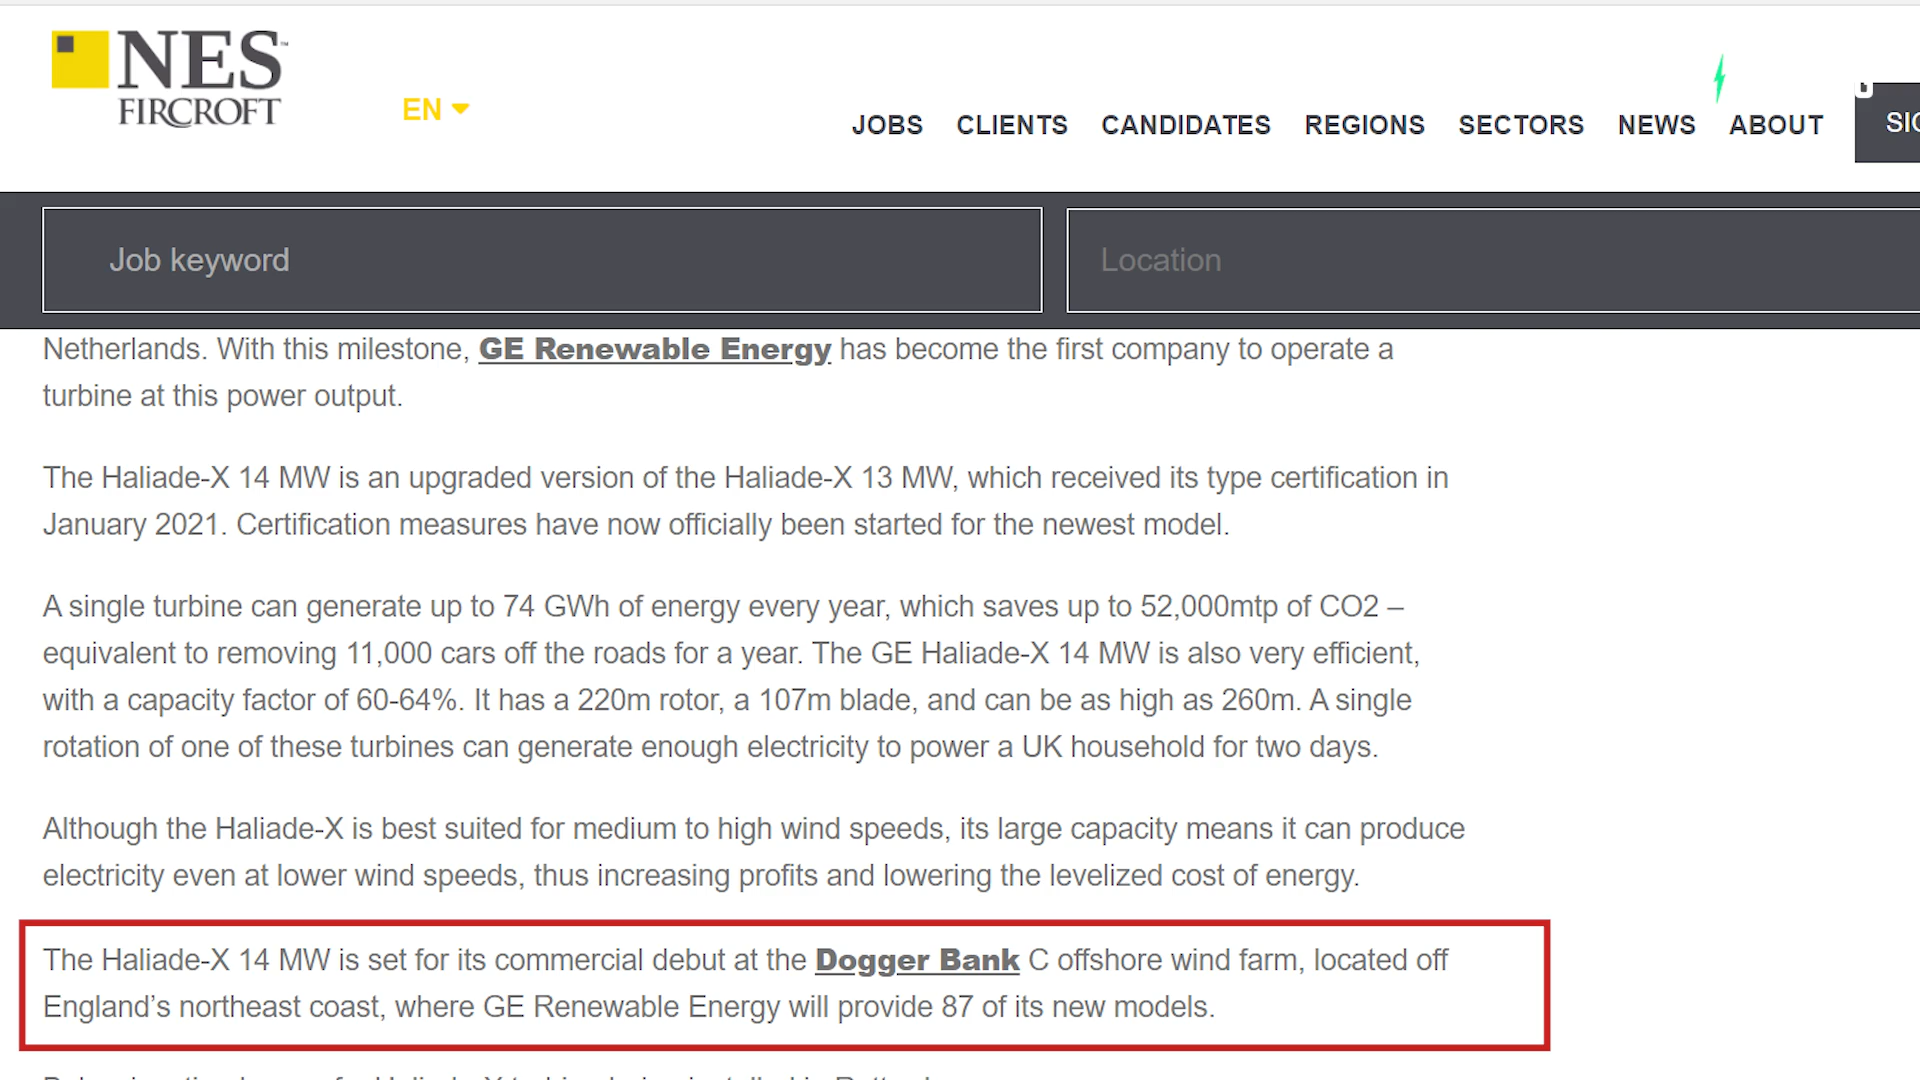 NES
FIRCROFT
EN
JOBS CLIENTS CANDIDATES REGIONS SECTORS NEWS ABOUT
Job keyword
Location
Netherlands. With this milestone, GE Renewable Energy has become the first company to operate a
turbine at this power output.
The Haliade-X 14 MW is an upgraded version of the Haliade-X 13 MW, which received its type certification in
January 2021. Certification measures have now officially been started for the newest model.
A single turbine can generate up to 74 GWh of energy every year, which saves up to 52,000mtp of CO2 –
equivalent to removing 11,000 cars off the roads for a year. The GE Haliade-X 14 MW is also very efficient,
with a capacity factor of 60-64%. It has a 220m rotor, a 107m blade, and can be as high as 260m. A single
rotation of one of these turbines can generate enough electricity to power a UK household for two days.
Although the Haliade-X is best suited for medium to high wind speeds, its large capacity means it can produce
electricity even at lower wind speeds, thus increasing profits and lowering the levelized cost of energy.
The Haliade-X 14 MW is set for its commercial debut at the Dogger Bank C offshore wind farm, located off
England’s northeast coast, where GE Renewable Energy will provide 87 of its new models.